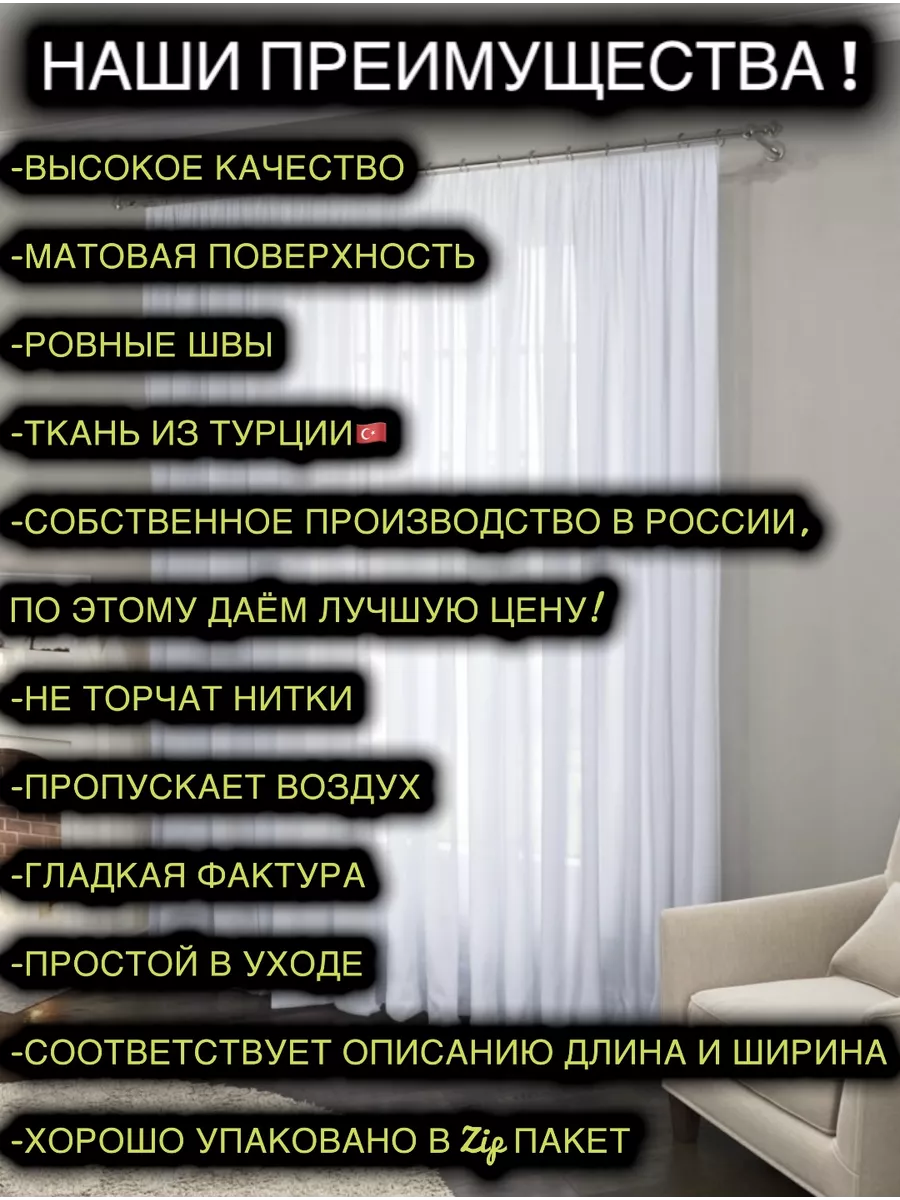 НАШИ ПРЕИМУЩЕСТВА !
-ВЫСОКОЕ КАЧЕСТВО
-МАТОВАЯ ПОВЕРХНОСТЬ
-РОВНЫЕ ШВЫ
-ТКАНЬ ИЗ ТУРЦИИ🇹🇷
-СОБСТВЕННОЕ ПРОИЗВОДСТВО В РОССИИ,
ПО ЭТОМУ ДАЁМ ЛУЧШУЮ ЦЕНУ!
-НЕ ТОРЧАТ НИТКИ
-ПРОПУСКАЕТ ВОЗДУХ
-ГЛАДКАЯ ФАКТУРА
-ПРОСТОЙ В УХОДЕ
-СООТВЕТСТВУЕТ ОПИСАНИЮ ДЛИНА И ШИРИНА
-ХОРОШО УПАКОВАНО В Zip ПАКЕТ